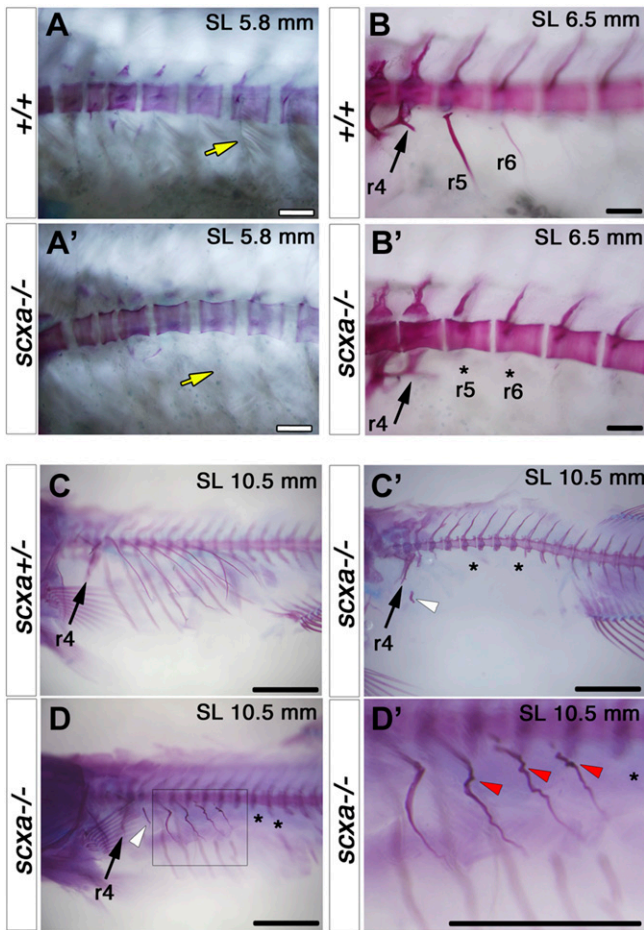 A SL 5.8 mm
+/+
B SL 6.5 mm
+/+
r4
r5
r6
A' SL 5.8 mm
scxa-/-
B' SL 6.5 mm
scxa-/-
r4
*
r5
*
r6
C SL 10.5 mm
scxa+/-
r4
C' SL 10.5 mm
scxa-/-
r4
*
*
D SL 10.5 mm
scxa-/-
r4
* *
D' SL 10.5 mm
scxa-/-
*